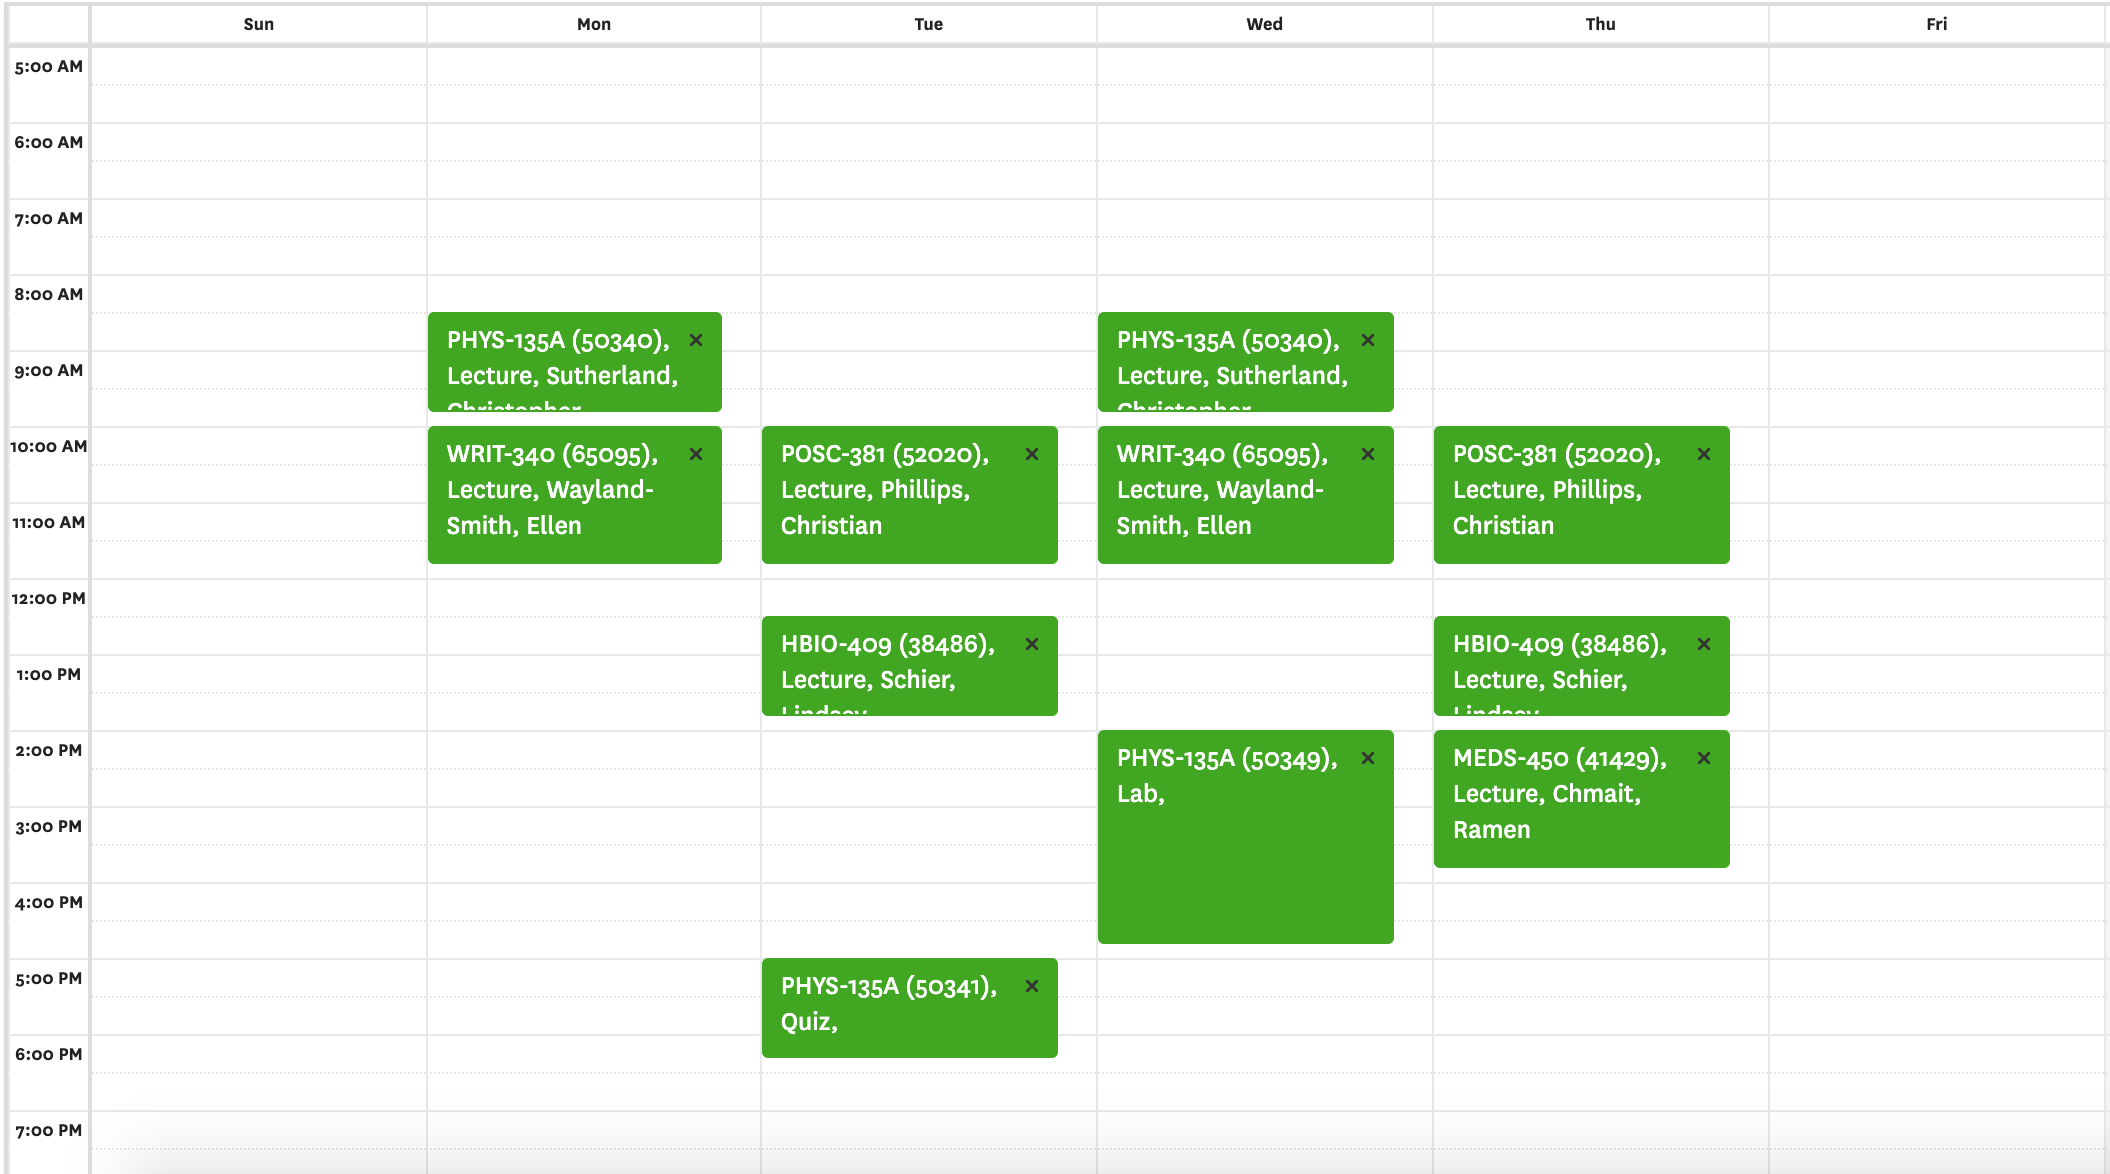 Sun Mon Tue Wed Thu Fri
5:00 AM
6:00 AM
7:00 AM
8:00 AM
PHYS-135A (50340), ×
Lecture, Sutherland,
Christopher
PHYS-135A (50340), ×
Lecture, Sutherland,
Christopher
9:00 AM
10:00 AM
WRIT-340 (65095), ×
Lecture, Wayland-
Smith, Ellen
POSC-381 (52020), ×
Lecture, Phillips,
Christian
WRIT-340 (65095), ×
Lecture, Wayland-
Smith, Ellen
POSC-381 (52020), ×
Lecture, Phillips,
Christian
11:00 AM
12:00 PM
HBIO-409 (38486), ×
Lecture, Schier,
Lindsey
HBIO-409 (38486), ×
Lecture, Schier,
Lindsey
1:00 PM
2:00 PM
PHYS-135A (50349), ×
Lab,
MEDS-450 (41429), ×
Lecture, Chmait,
Ramen
3:00 PM
4:00 PM
5:00 PM
PHYS-135A (50341), ×
Quiz,
6:00 PM
7:00 PM